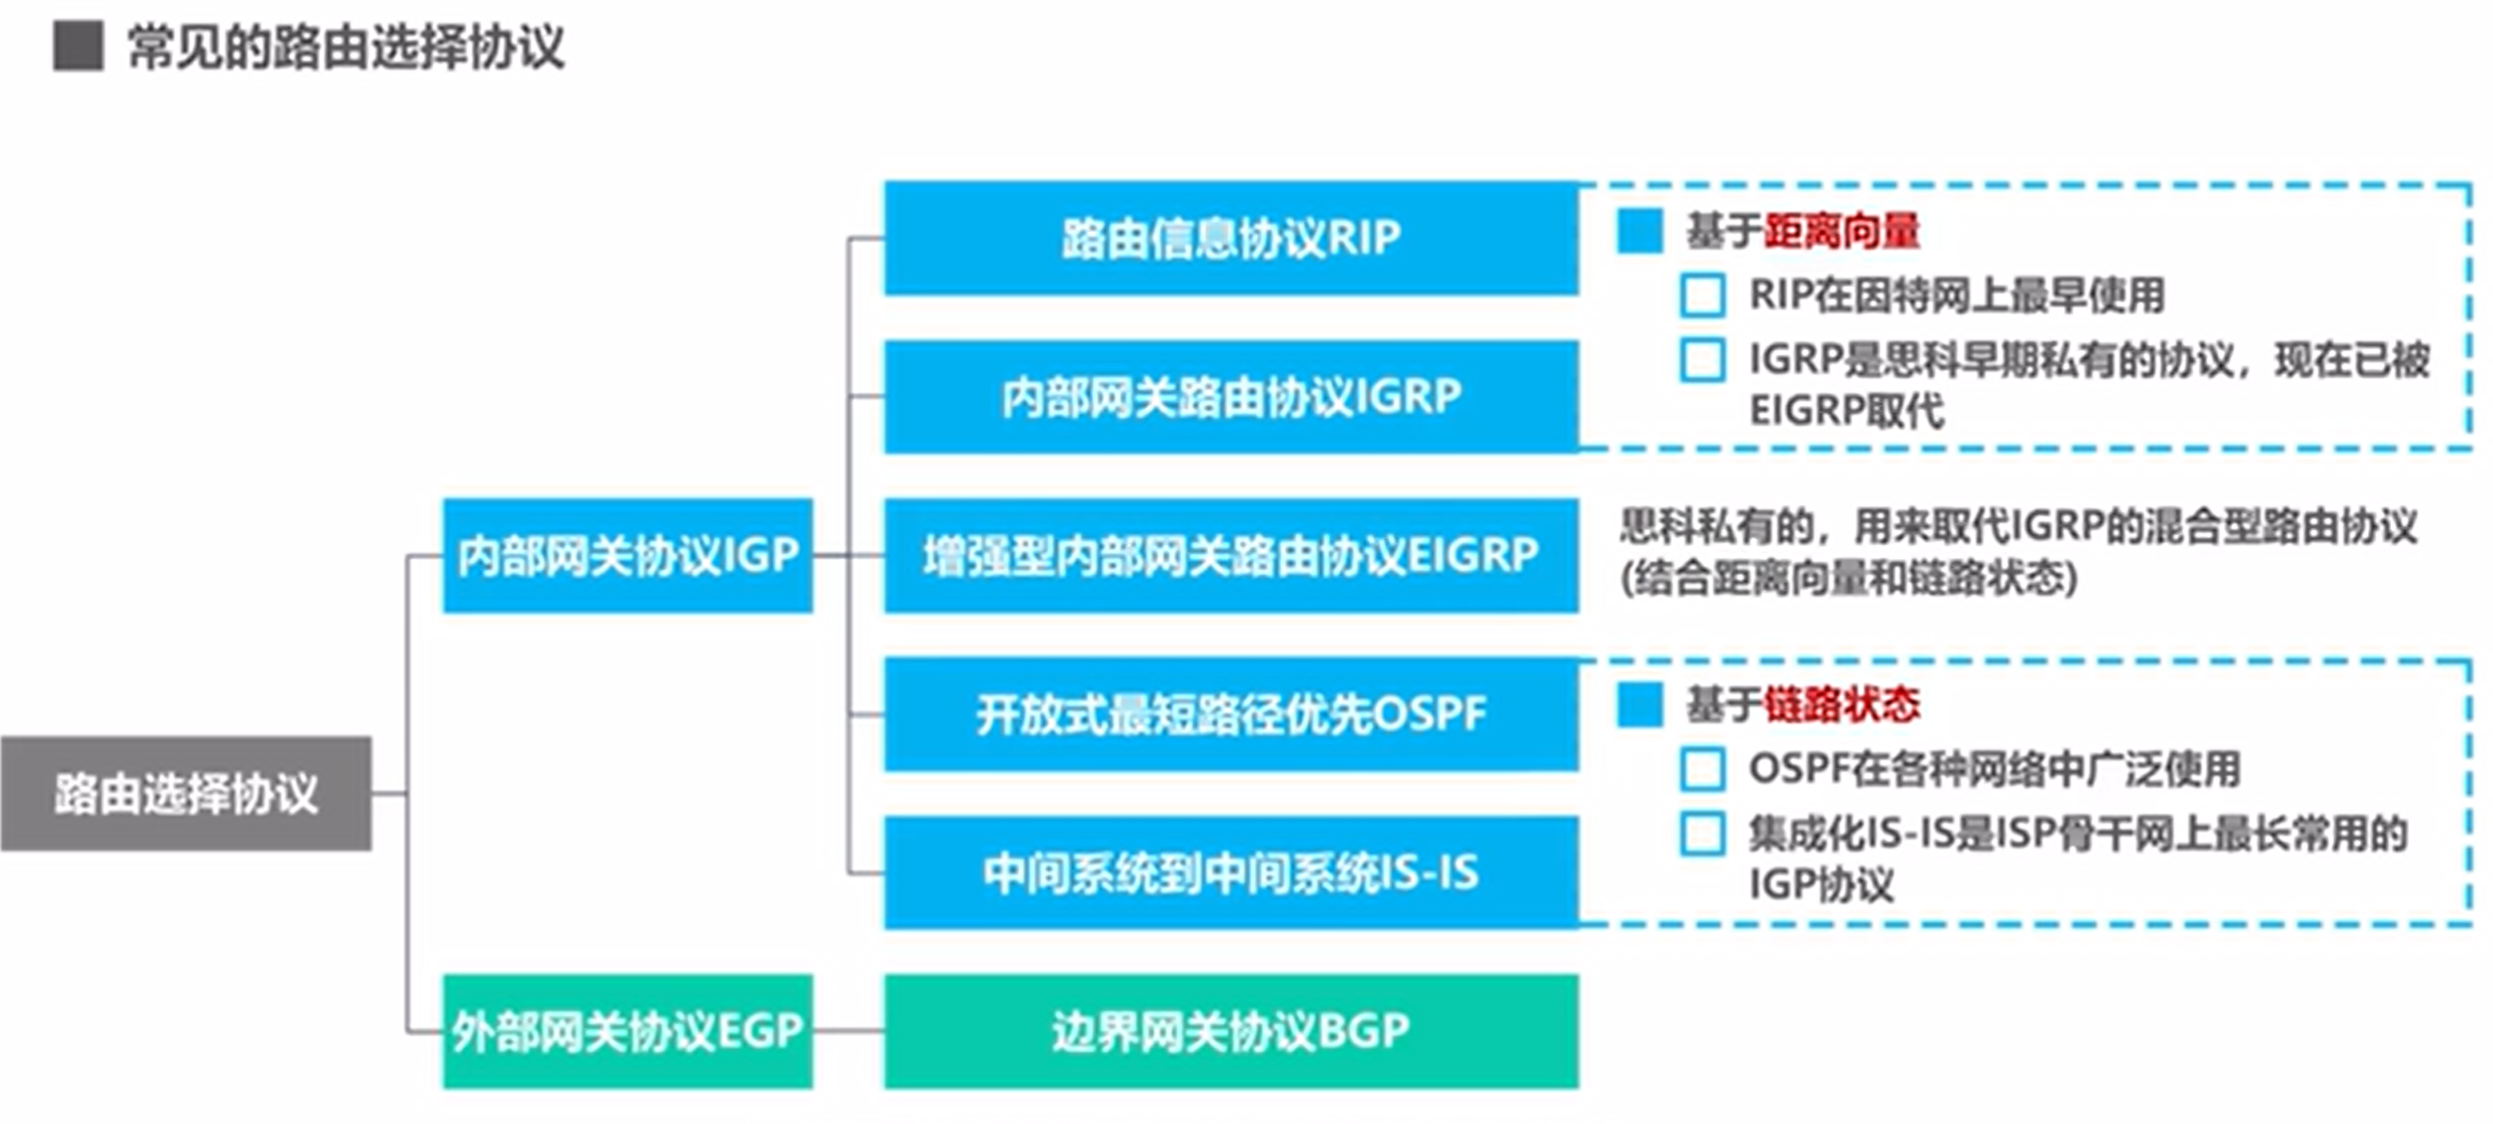 常见的路由选择协议
路由信息协议RIP
基于距离向量
RIP在因特网上最早使用
内部网关路由协议IGRP
IGRP是思科早期私有的协议，现在已被
EIGRP取代
内部网关协议IGP
增强型内部网关路由协议EIGRP
思科私有的，用来取代IGRP的混合型路由协议
(结合距离向量和链路状态)
开放式最短路径优先OSPF
基于链路状态
OSPF在各种网络中广泛使用
路由选择协议
中间系统到中间系统IS-IS
集成化IS-IS是ISP骨干网上最长常用的
IGP协议
外部网关协议EGP
边界网关协议BGP